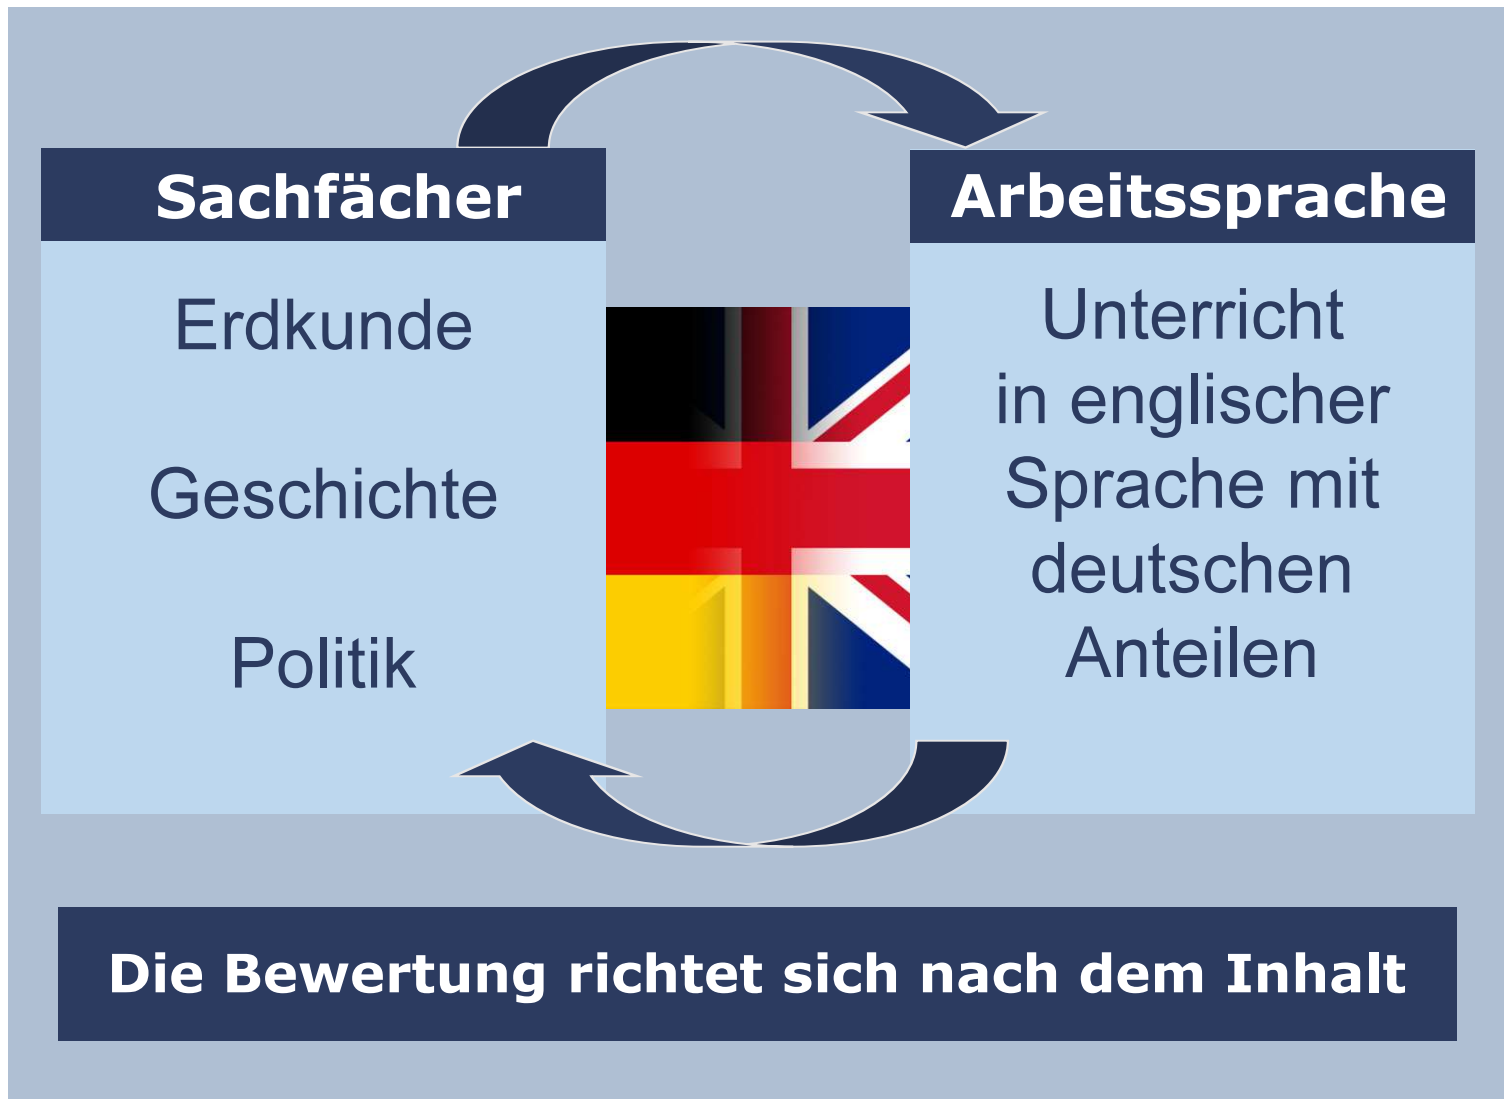 Sachfächer
Erdkunde
Geschichte
Politik
Arbeitssprache
Unterricht
in englischer
Sprache mit
deutschen
Anteilen
Die Bewertung richtet sich nach dem Inhalt